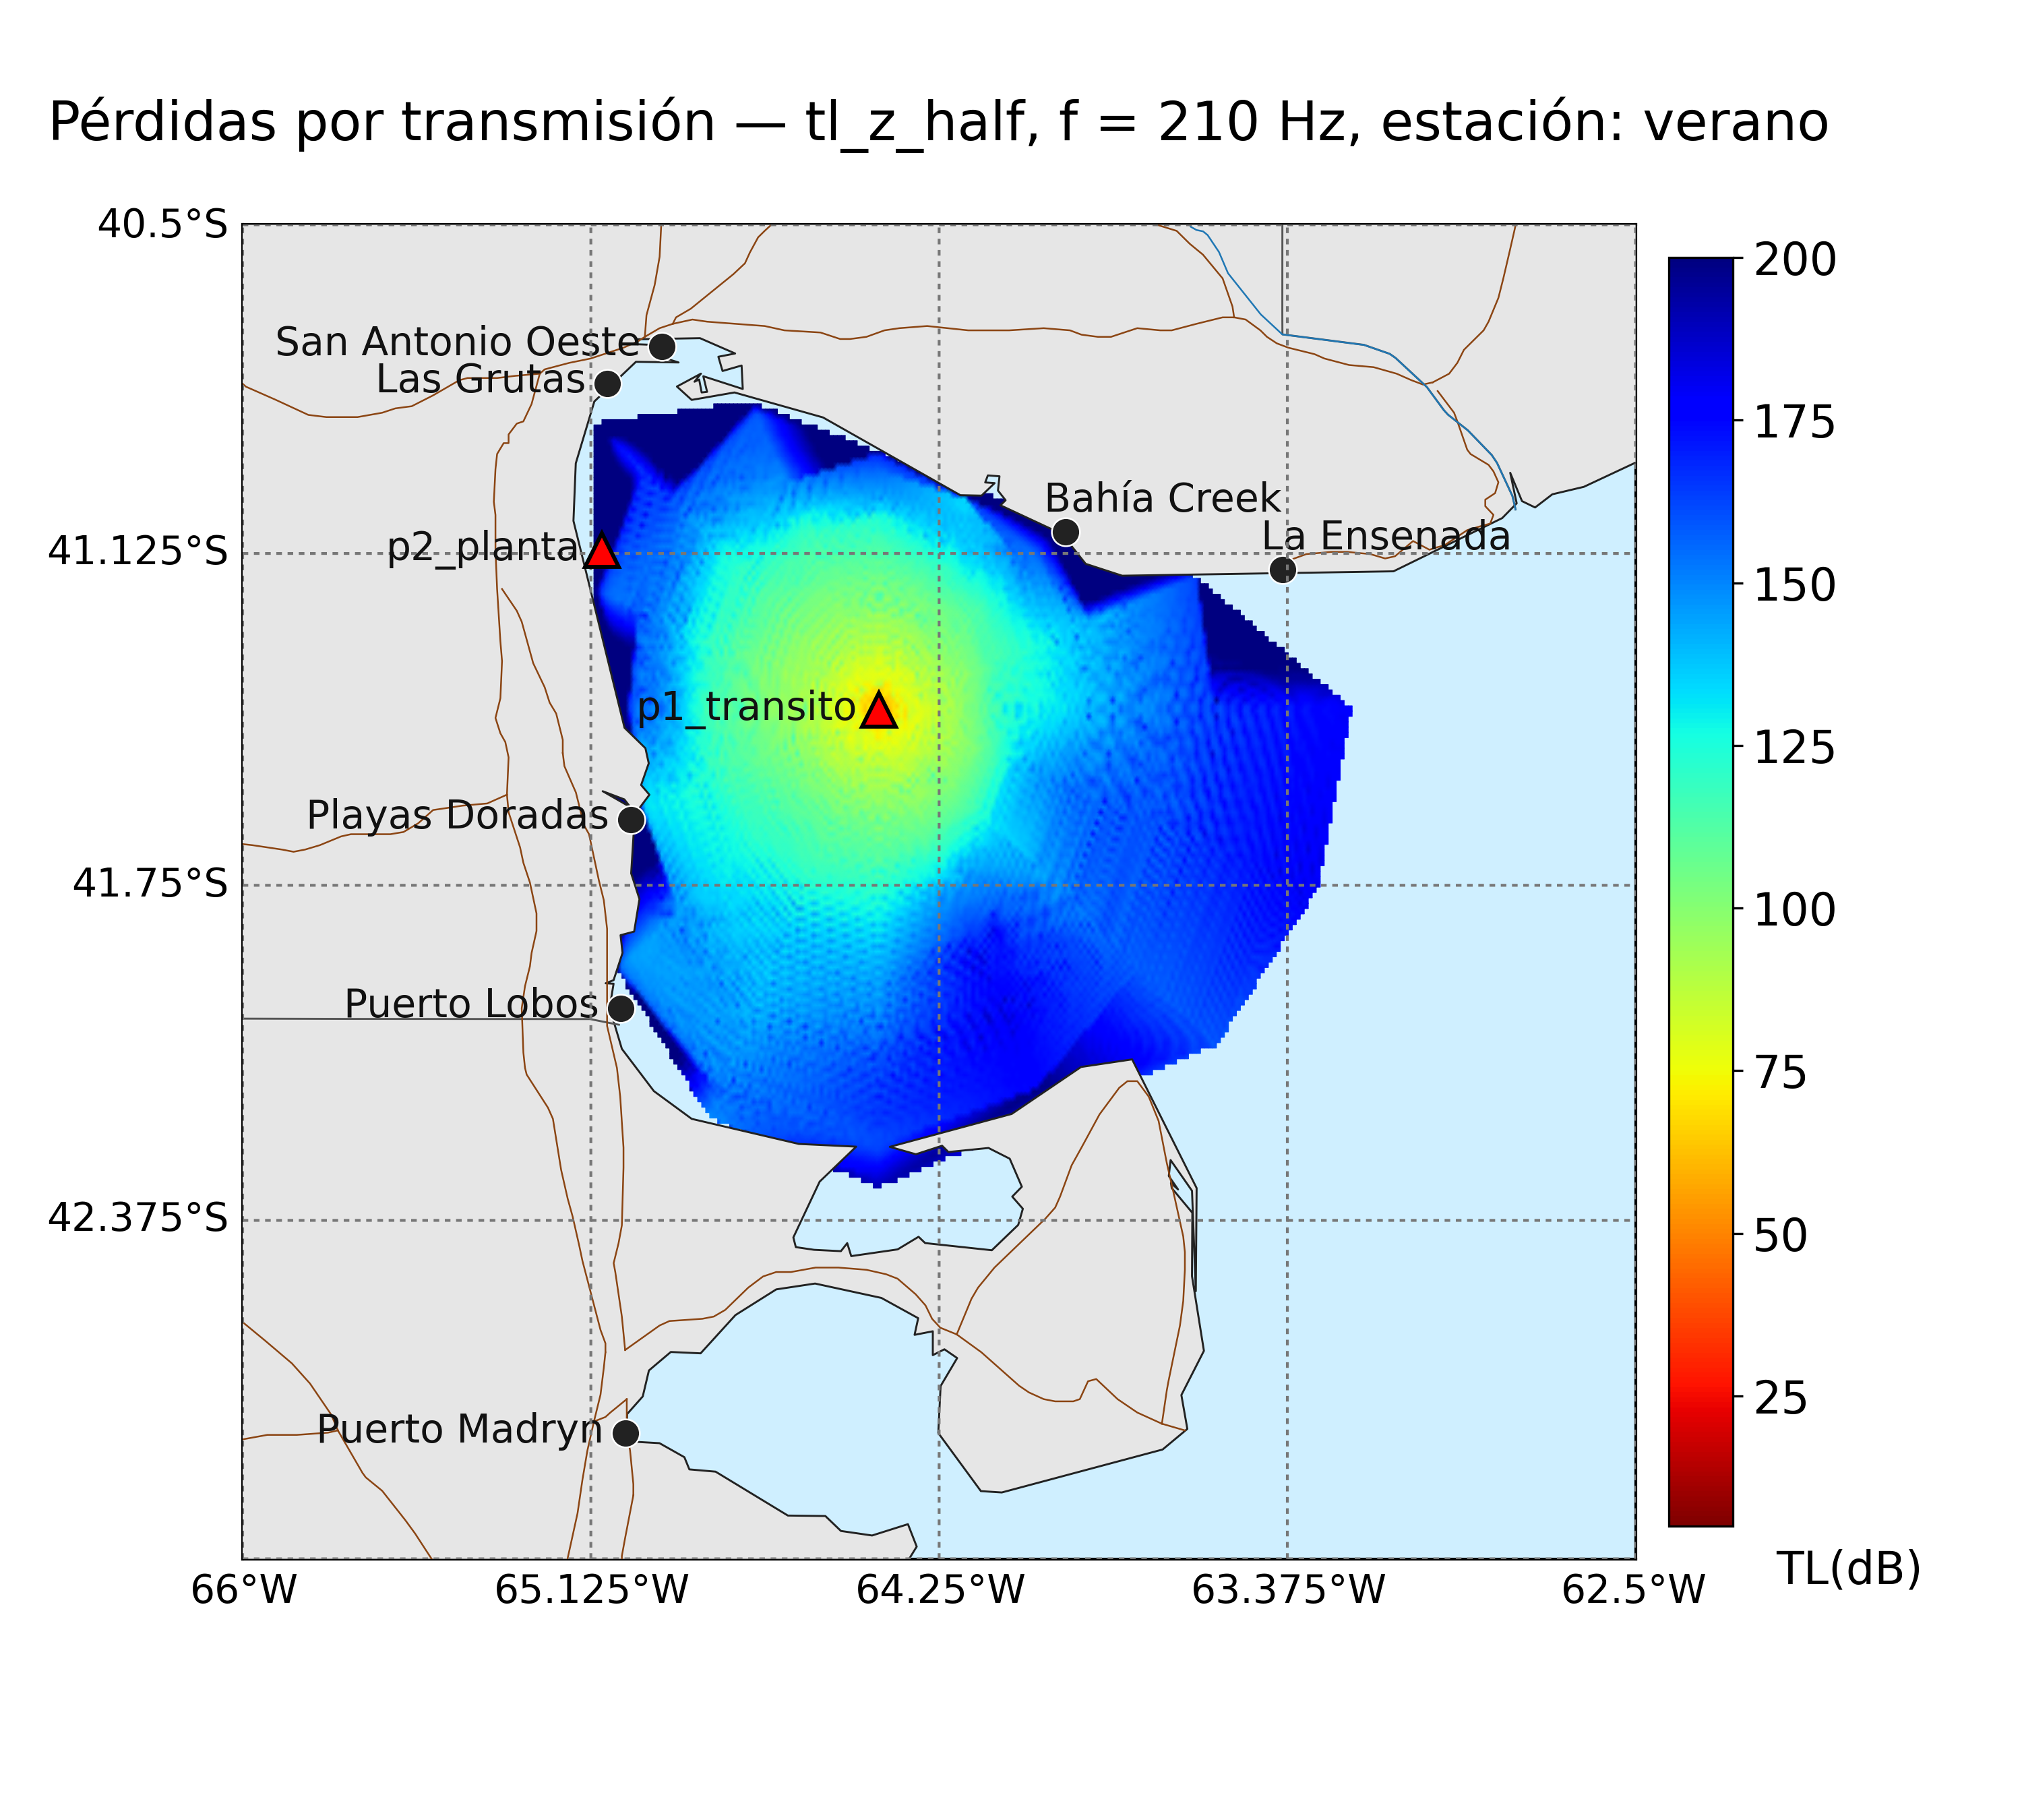 Pérdidas por transmisión — tl_z_half, f = 210 Hz, estación: verano
40.5°S
41.125°S
41.75°S
42.375°S
San Antonio Oeste
Las Grutas
Bahía Creek
La Ensenada
p2_planta
p1_transito
Playas Doradas
Puerto Lobos
Puerto Madryn
66°W
65.125°W
64.25°W
63.375°W
62.5°W
200
175
150
125
100
75
50
25
TL(dB)